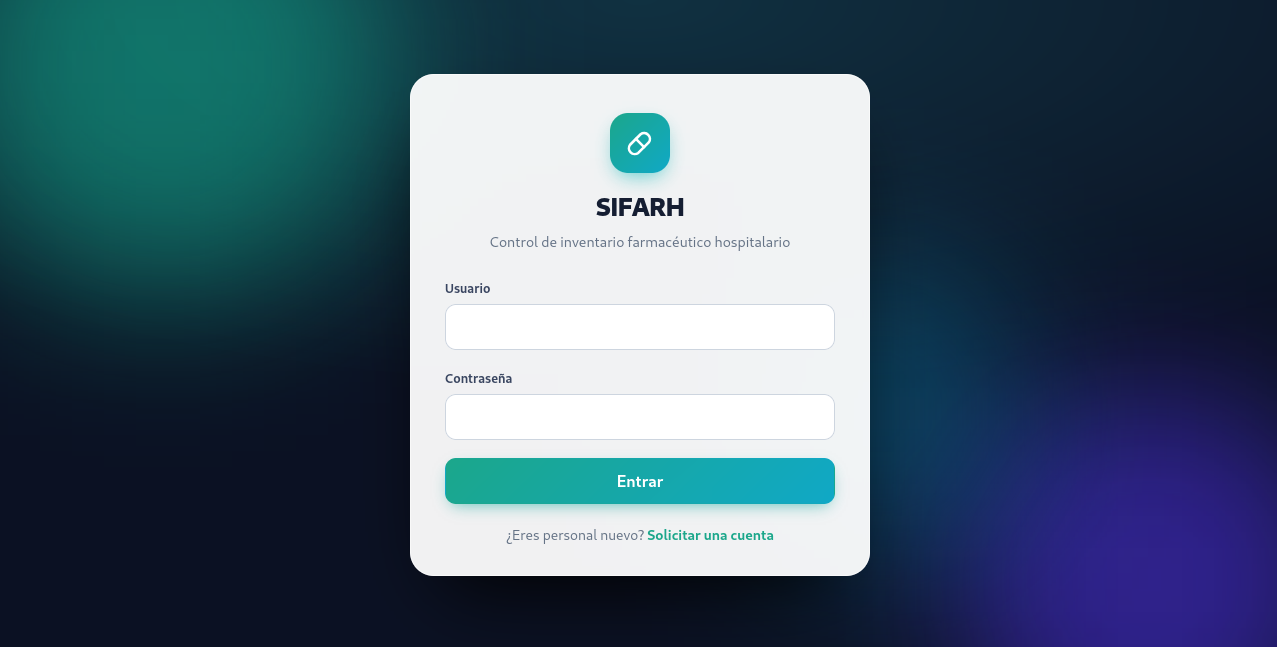 SIFARH
Control de inventario farmacéutico hospitalario
Usuario
Contraseña
Entrar
¿Eres personal nuevo? Solicitar una cuenta